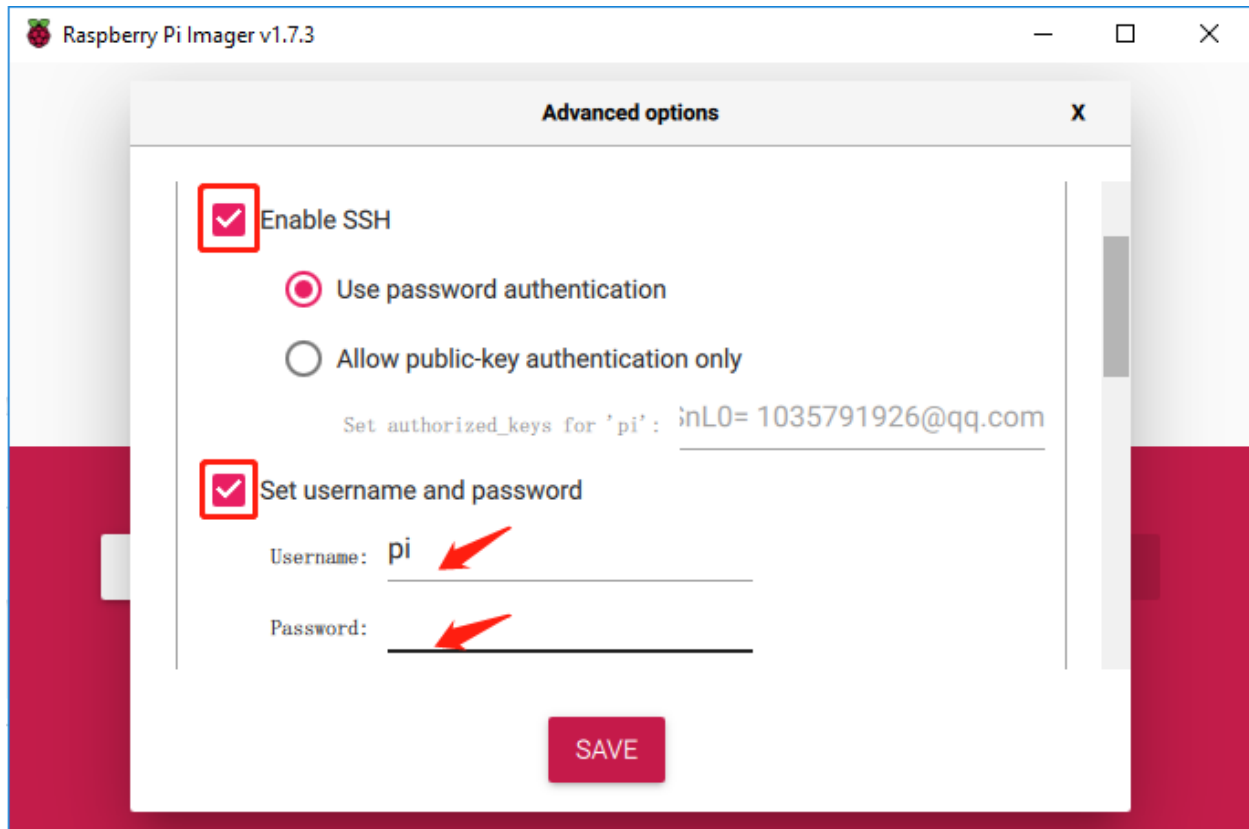 Raspberry Pi Imager v1.7.3
Advanced options X
Enable SSH
Use password authentication
Allow public-key authentication only
Set authorized_keys for 'pi': nL0= 1035791926@qq.com
Set username and password
Username: pi
Password:
SAVE